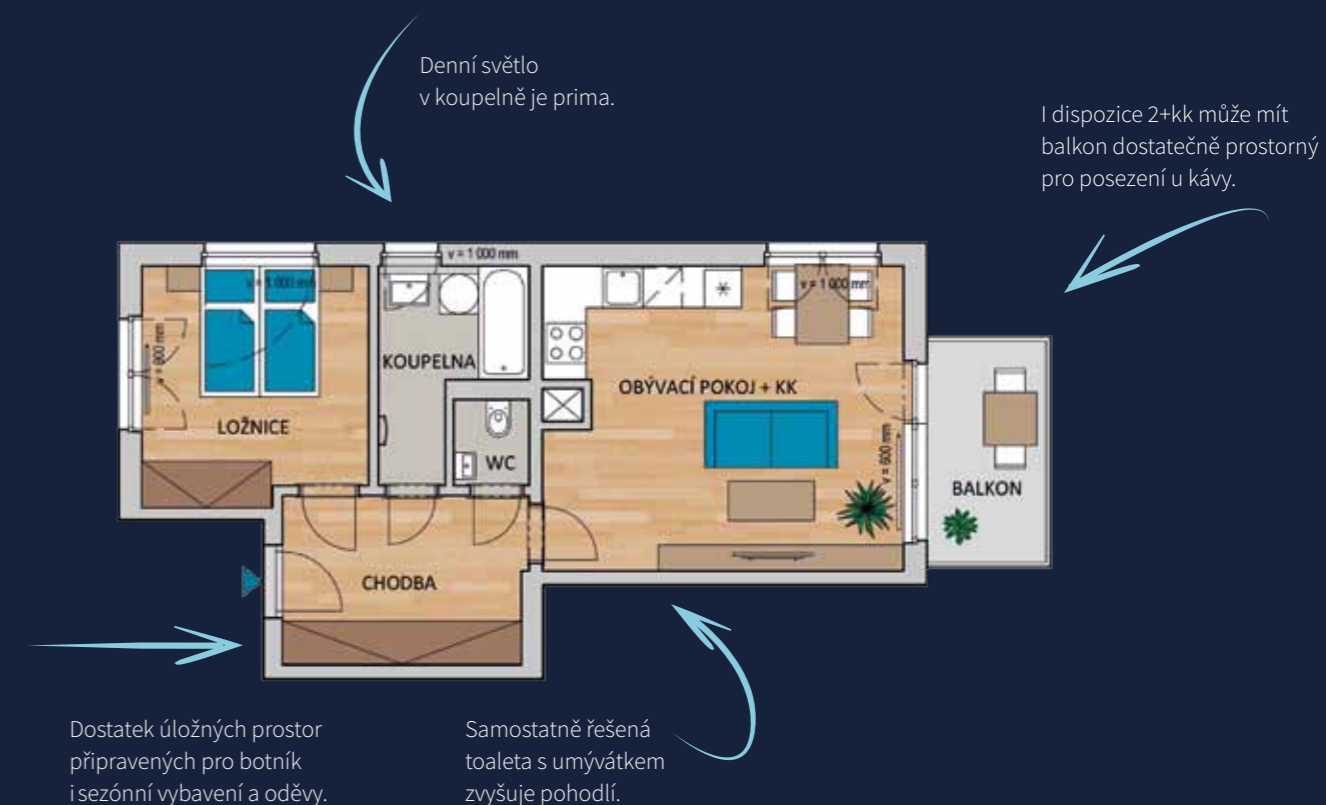 Denní světlo
v koupelně je prima.
I dispozice 2+kk může mít
balkon dostatečně prostorný
pro posezení u kávy.
v = 1 000 mm
v = 1 000 mm
v = 1 000 mm
v = 600 mm
KOUPELNA
OBÝVACÍ POKOJ + KK
LOŽNICE
WC
v = 600 mm
BALKON
CHODBA
Dostatek úložných prostor
připravených pro botník
i sezónní vybavení a oděvy.
Samostatně řešená
toaleta s umývátkem
zvyšuje pohodlí.